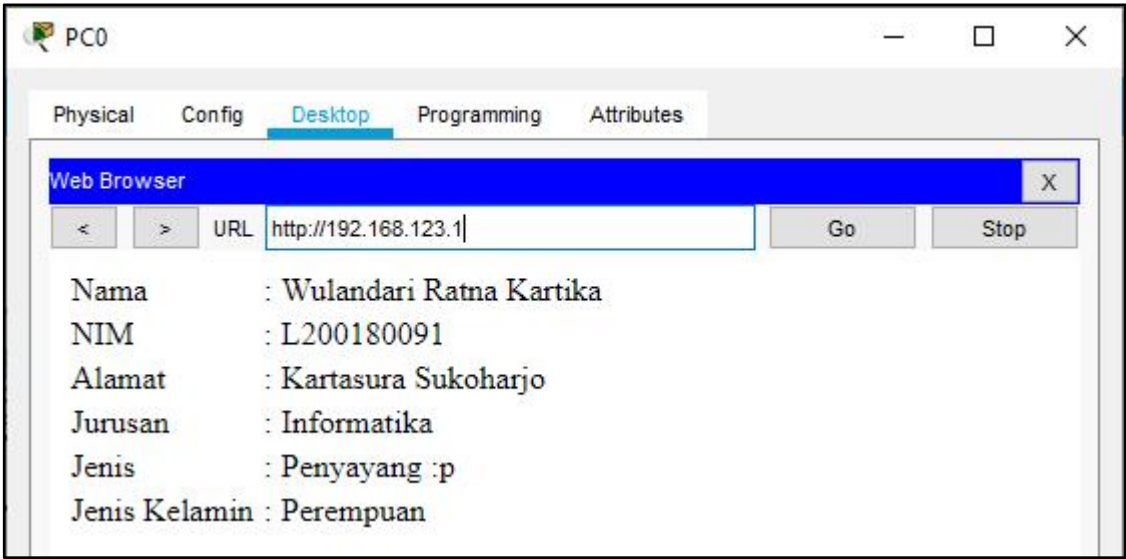 PC0
Physical Config Desktop Programming Attributes
Web Browser X
< > URL http://192.168.123.1 Go Stop
Nama : Wulandari Ratna Kartika
NIM : L200180091
Alamat : Kartasura Sukoharjo
Jurusan : Informatika
Jenis : Penyayang :p
Jenis Kelamin : Perempuan